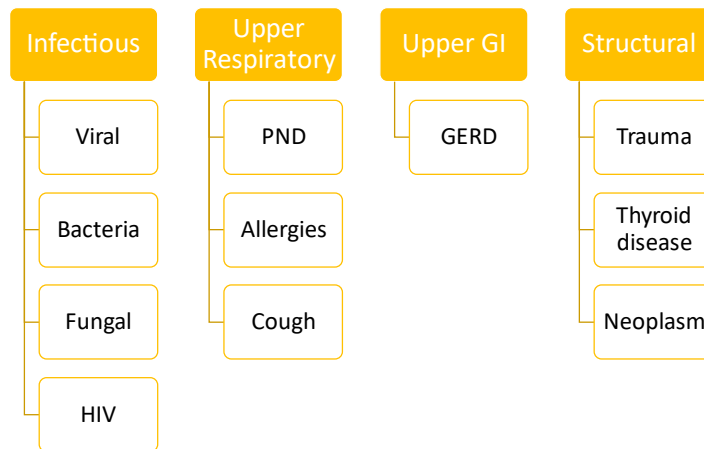 Infectious
Viral
Bacteria
Fungal
HIV
Upper
Respiratory
PND
Allergies
Cough
Upper GI
GERD
Structural
Trauma
Thyroid
disease
Neoplasm